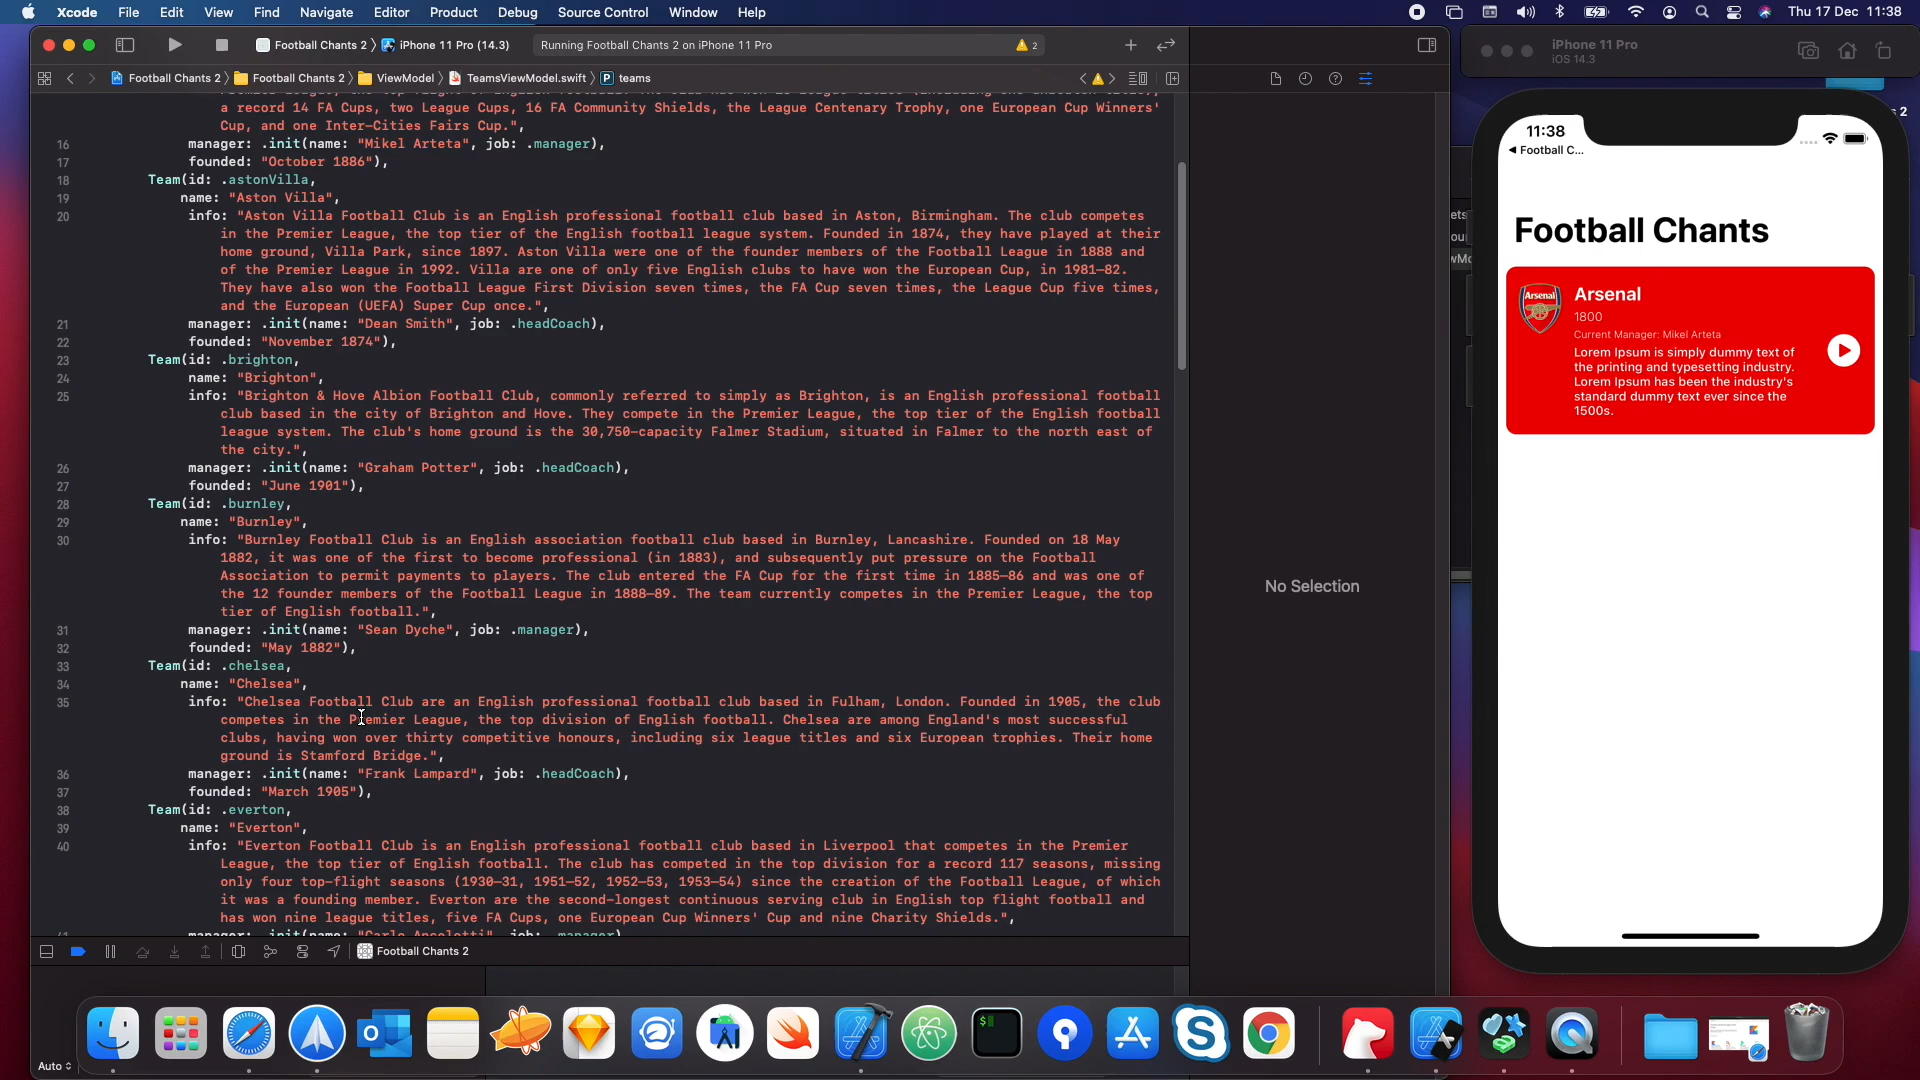 Xcode File Edit View Find Navigate Editor Product Debug Source Control Window Help Thu 17 Dec 11:38
Football Chants 2 iPhone 11 Pro (14.3) Running Football Chants 2 on iPhone 11 Pro 2
Football Chants 2 Football Chants 2 ViewModel TeamsViewModel.swift P teams
a record 14 FA Cups, two League Cups, 16 FA Community Shields, the League Centenary Trophy, one European Cup Winners'
Cup, and one Inter-Cities Fairs Cup.",
16 manager: .init(name: "Mikel Arteta", job: .manager),
17 founded: "October 1886"),
18 Team(id: .astonVilla,
19 name: "Aston Villa",
20 info: "Aston Villa Football Club is an English professional football club based in Aston, Birmingham. The club competes
in the Premier League, the top tier of the English football league system. Founded in 1874, they have played at their
home ground, Villa Park, since 1897. Aston Villa were one of the founder members of the Football League in 1888 and
of the Premier League in 1992. Villa are one of only five English clubs to have won the European Cup, in 1981–82.
They have also won the Football League First Division seven times, the FA Cup seven times, the League Cup five times,
and the European (UEFA) Super Cup once.",
21 manager: .init(name: "Dean Smith", job: .headCoach),
22 founded: "November 1874"),
23 Team(id: .brighton,
24 name: "Brighton",
25 info: "Brighton & Hove Albion Football Club, commonly referred to simply as Brighton, is an English professional football
club based in the city of Brighton and Hove. They compete in the Premier League, the top tier of the English football
league system. The club's home ground is the 30,750-capacity Falmer Stadium, situated in Falmer to the north east of
the city.",
26 manager: .init(name: "Graham Potter", job: .headCoach),
27 founded: "June 1901"),
28 Team(id: .burnley,
29 name: "Burnley",
30 info: "Burnley Football Club is an English association football club based in Burnley, Lancashire. Founded on 18 May
1882, it was one of the first to become professional (in 1883), and subsequently put pressure on the Football
Association to permit payments to players. The club entered the FA Cup for the first time in 1885–86 and was one of
the 12 founder members of the Football League in 1888–89. The team currently competes in the Premier League, the top
tier of English football.",
31 manager: .init(name: "Sean Dyche", job: .manager),
32 founded: "May 1882"),
33 Team(id: .chelsea,
34 name: "Chelsea",
35 info: "Chelsea Football Club are an English professional football club based in Fulham, London. Founded in 1905, the club
competes in the Premier League, the top division of English football. Chelsea are among England's most successful
clubs, having won over thirty competitive honours, including six league titles and six European trophies. Their home
ground is Stamford Bridge.",
36 manager: .init(name: "Frank Lampard", job: .headCoach),
37 founded: "March 1905"),
38 Team(id: .everton,
39 name: "Everton",
40 info: "Everton Football Club is an English professional football club based in Liverpool that competes in the Premier
League, the top tier of English football. The club has competed in the top division for a record 117 seasons, missing
only four top-flight seasons (1930–31, 1951–52, 1952–53, 1953–54) since the creation of the Football League, of which
it was a founding member. Everton are the second-longest continuous serving club in English top flight football and
has won nine league titles, five FA Cups, one European Cup Winners' Cup and nine Charity Shields.",
Football Chants 2
Auto
No Selection
iPhone 11 Pro
iOS 14.3
11:38
Football C...
Football Chants
Arsenal
Arsenal
1800
Current Manager: Mikel Arteta
Lorem Ipsum is simply dummy text of
the printing and typesetting industry.
Lorem Ipsum has been the industry's
standard dummy text ever since the
1500s.